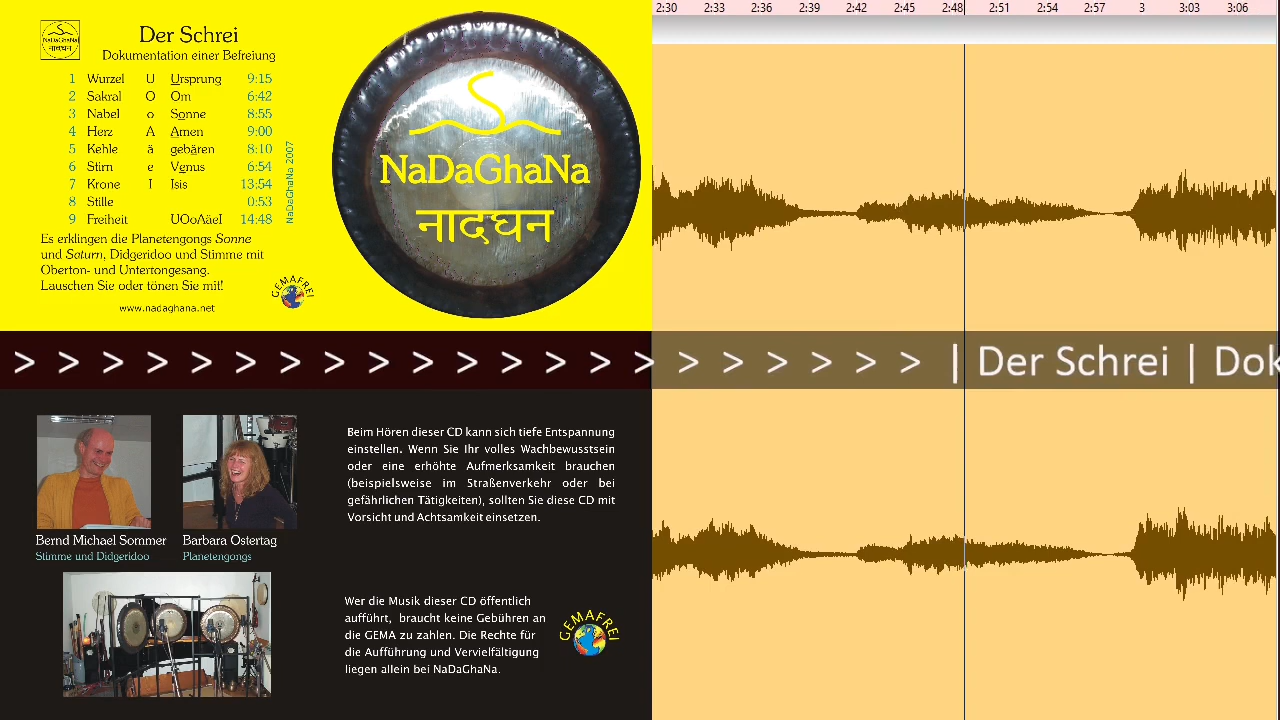 NaDaGhaNa
नादघन
Der Schrei
Dokumentation einer Befreiung
1 Wurzel U Ursprung 9:15
2 Sakral O Om 6:42
3 Nabel o Sonne 8:55
4 Herz A Amen 9:00
5 Kehle ä gebären 8:10
6 Stirn e Venus 6:54
7 Krone I Isis 13:54
8 Stille 0:53
9 Freiheit UOoAäeI 14:48
NaDaGhaNa 2007
Es erklingen die Planetengongs Sonne
und Saturn, Didgeridoo und Stimme mit
Oberton- und Untertongesang.
Lauschen Sie oder tönen Sie mit!
GEMAFREI
www.nadaghana.net
NaDaGhaNa
नादघन
2:30 2:33 2:36 2:39 2:42 2:45 2:48 2:51 2:54 2:57 3 3:03 3:06
> > > > > > > > > > > > > > > > > > > > > | Der Schrei | Dok
Bernd Michael Sommer
Stimme und Didgeridoo
Barbara Ostertag
Planetengongs
Beim Hören dieser CD kann sich tiefe Entspannung
einstellen. Wenn Sie Ihr volles Wachbewusstsein
oder eine erhöhte Aufmerksamkeit brauchen
(beispielsweise im Straßenverkehr oder bei
gefährlichen Tätigkeiten), sollten Sie diese CD mit
Vorsicht und Achtsamkeit einsetzen.
Wer die Musik dieser CD öffentlich
aufführt, braucht keine Gebühren an
die GEMA zu zahlen. Die Rechte für
die Aufführung und Vervielfältigung
liegen allein bei NaDaGhaNa.
GEMAFREI